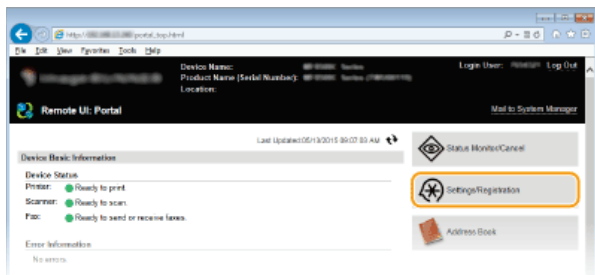 http:// portal_top.html
File Edit View Favorites Tools Help
Device Name: Series
Product Name (Serial Number): Series
Location:
Login User: Log Out
Remote UI: Portal
Mail to System Manager
Last Updated:05/13/2015 09:07:03 AM
Device Basic Information
Device Status
Printer: Ready to print.
Scanner: Ready to scan.
Fax: Ready to send or receive faxes.
Error Information
No errors.
Status Monitor/Cancel
Settings/Registration
Address Book